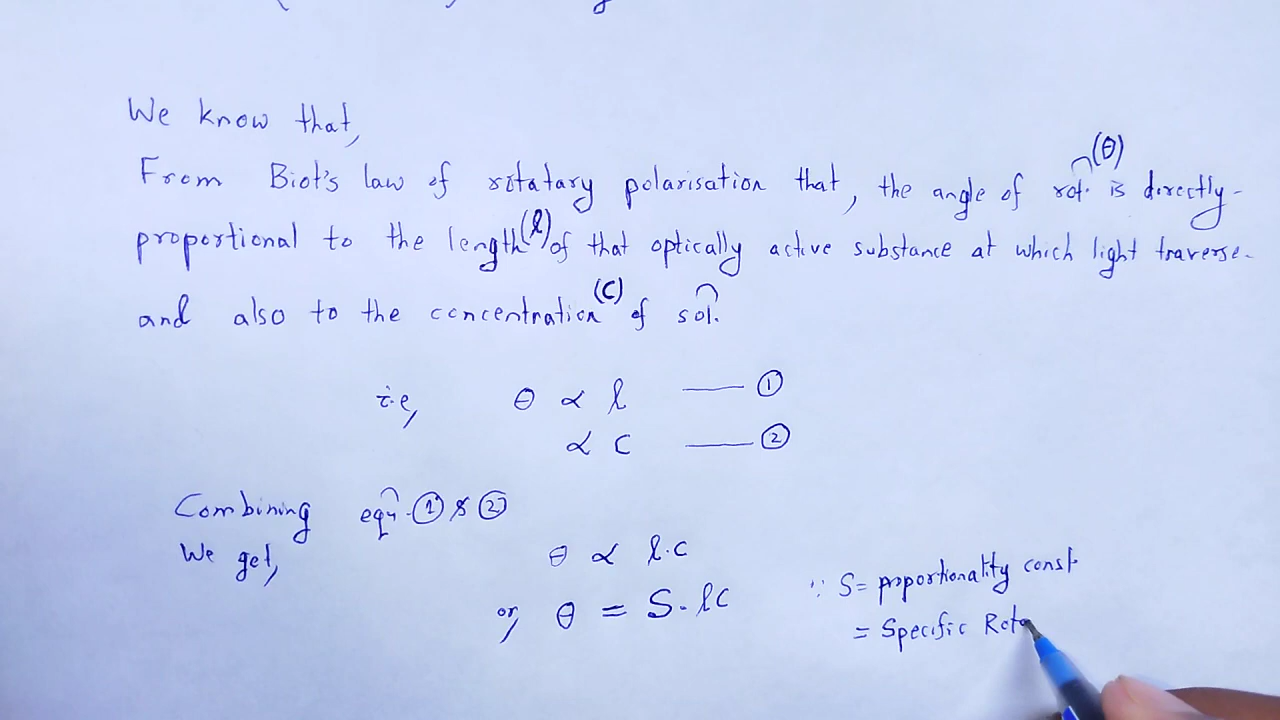 We know that,
From Biot's law of rotatary polarisation that, the angle of rot. (θ) is directly-
proportional to the length (l) of that optically active substance at which light traverse.
and also to the concentration (C) of sol.
i.e, θ ∝ l —— ①
∝ C —— ②
Combining eqn. ① & ②
We get,
θ ∝ l.C
or, θ = S.lC
∵ S = proportionality const.
= Specific Rota